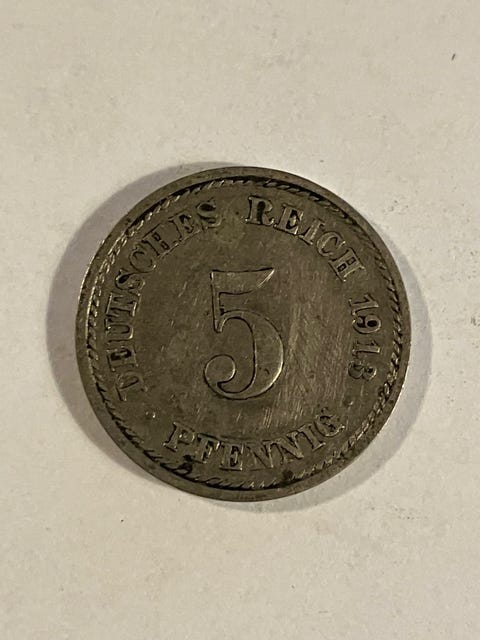 DEUTSCHES REICH 1913
5
PFENNIG